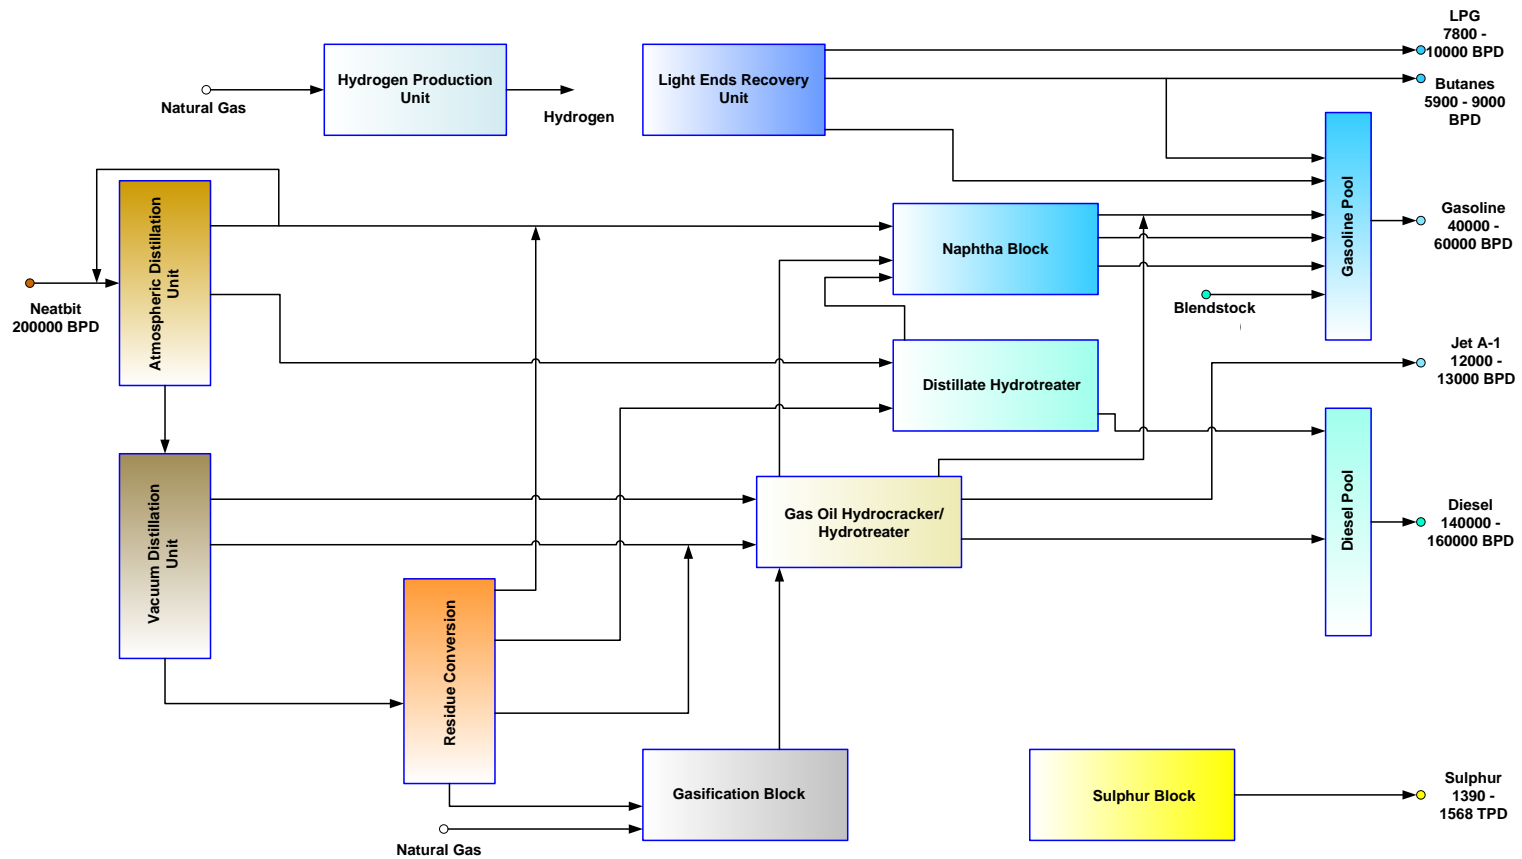 LPG
7800 -
10000 BPD
Hydrogen Production
Unit
Light Ends Recovery
Unit
Butanes
5900 - 9000
BPD
Natural Gas
Hydrogen
Atmospheric Distillation
Unit
Gasoline Pool
Gasoline
40000 -
60000 BPD
Naphtha Block
Neatbit
200000 BPD
Blendstock
Jet A-1
12000 -
13000 BPD
Distillate Hydrotreater
Vacuum Distillation
Unit
Gas Oil Hydrocracker/
Hydrotreater
Diesel Pool
Diesel
140000 -
160000 BPD
Residue Conversion
Gasification Block
Sulphur Block
Sulphur
1390 -
1568 TPD
Natural Gas